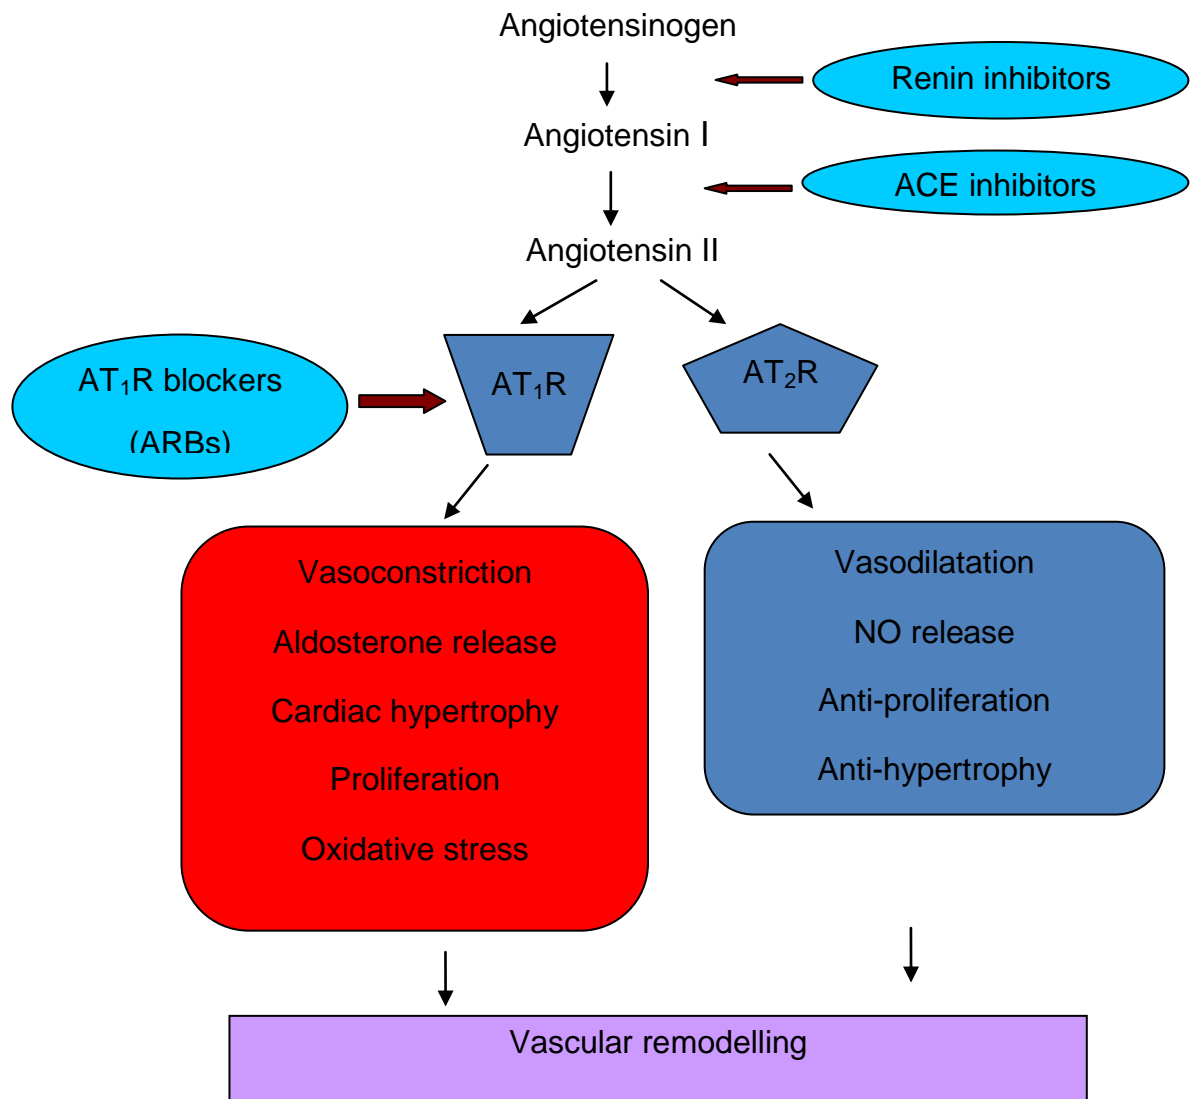 Angiotensinogen
Renin inhibitors
Angiotensin I
ACE inhibitors
Angiotensin II
AT₁R blockers
(ARBs)
AT₁R
AT₂R
Vasoconstriction
Aldosterone release
Cardiac hypertrophy
Proliferation
Oxidative stress
Vasodilatation
NO release
Anti-proliferation
Anti-hypertrophy
Vascular remodelling